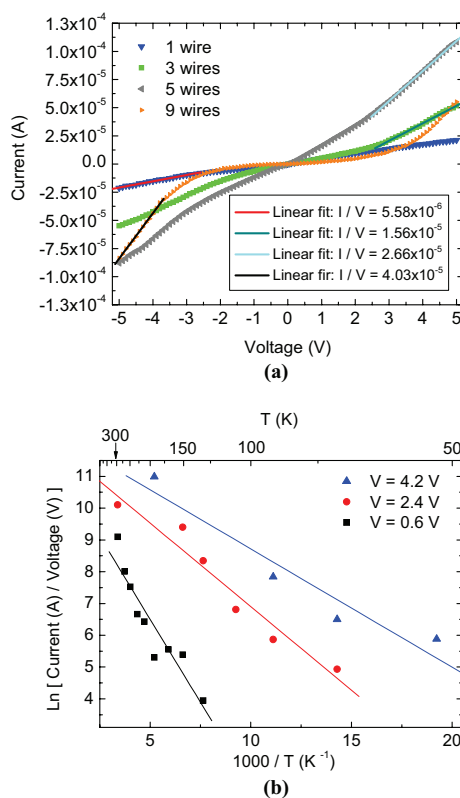 1.3x10⁻⁴
1.0x10⁻⁴
7.5x10⁻⁵
5.0x10⁻⁵
2.5x10⁻⁵
0.0
-2.5x10⁻⁵
-5.0x10⁻⁵
-7.5x10⁻⁵
-1.0x10⁻⁴
-1.3x10⁻⁴
Current (A)
1 wire
3 wires
5 wires
9 wires
Linear fit: I / V = 5.58x10⁻⁶
Linear fit: I / V = 1.56x10⁻⁵
Linear fit: I / V = 2.66x10⁻⁵
Linear fir: I / V = 4.03x10⁻⁵
-5 -4 -3 -2 -1 0 1 2 3 4 5
Voltage (V)
(a)
T (K)
300 150 100 50
11
10
9
8
7
6
5
4
Ln [ Current (A) / Voltage (V) ]
V = 4.2 V
V = 2.4 V
V = 0.6 V
5 10 15 20
1000 / T (K⁻¹)
(b)